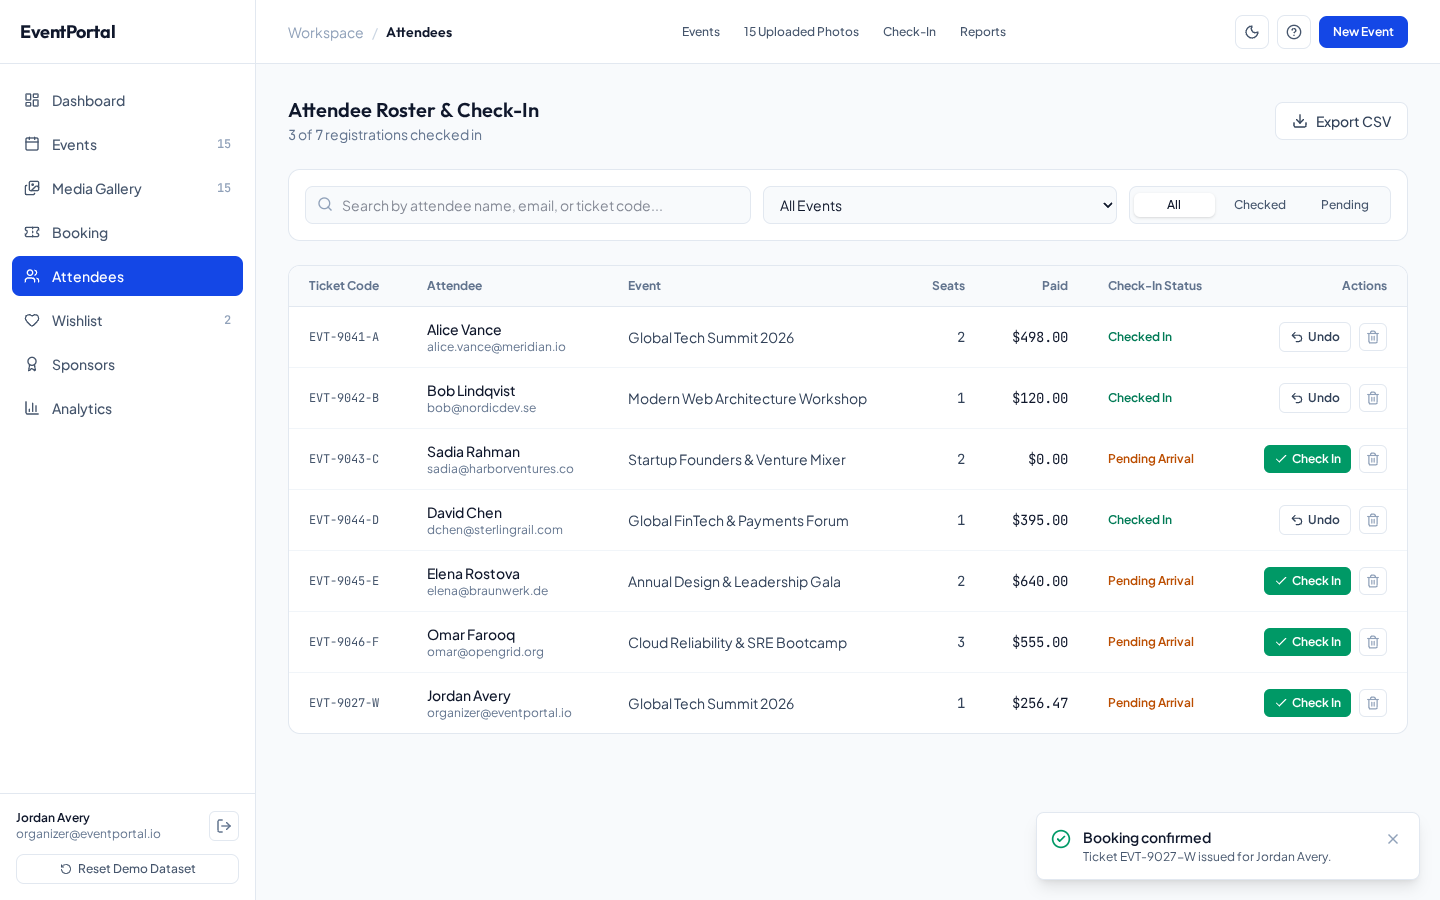 EventPortal
Workspace / Attendees
Events 15 Uploaded Photos Check-In Reports
New Event
Dashboard
Events 15
Media Gallery 15
Booking
Attendees
Wishlist 2
Sponsors
Analytics
Jordan Avery
organizer@eventportal.io
Reset Demo Dataset
Attendee Roster & Check-In
3 of 7 registrations checked in
Export CSV
Search by attendee name, email, or ticket code...
All Events
All Checked Pending
Ticket Code Attendee Event Seats Paid Check-In Status Actions
EVT-9041-A Alice Vance Global Tech Summit 2026 2 $498.00 Checked In Undo
alice.vance@meridian.io
EVT-9042-B Bob Lindqvist Modern Web Architecture Workshop 1 $120.00 Checked In Undo
bob@nordicdev.se
EVT-9043-C Sadia Rahman Startup Founders & Venture Mixer 2 $0.00 Pending Arrival Check In
sadia@harborventures.co
EVT-9044-D David Chen Global FinTech & Payments Forum 1 $395.00 Checked In Undo
dchen@sterlingrail.com
EVT-9045-E Elena Rostova Annual Design & Leadership Gala 2 $640.00 Pending Arrival Check In
elena@braunwerk.de
EVT-9046-F Omar Farooq Cloud Reliability & SRE Bootcamp 3 $555.00 Pending Arrival Check In
omar@opengrid.org
EVT-9027-W Jordan Avery Global Tech Summit 2026 1 $256.47 Pending Arrival Check In
organizer@eventportal.io
Booking confirmed
Ticket EVT-9027-W issued for Jordan Avery.